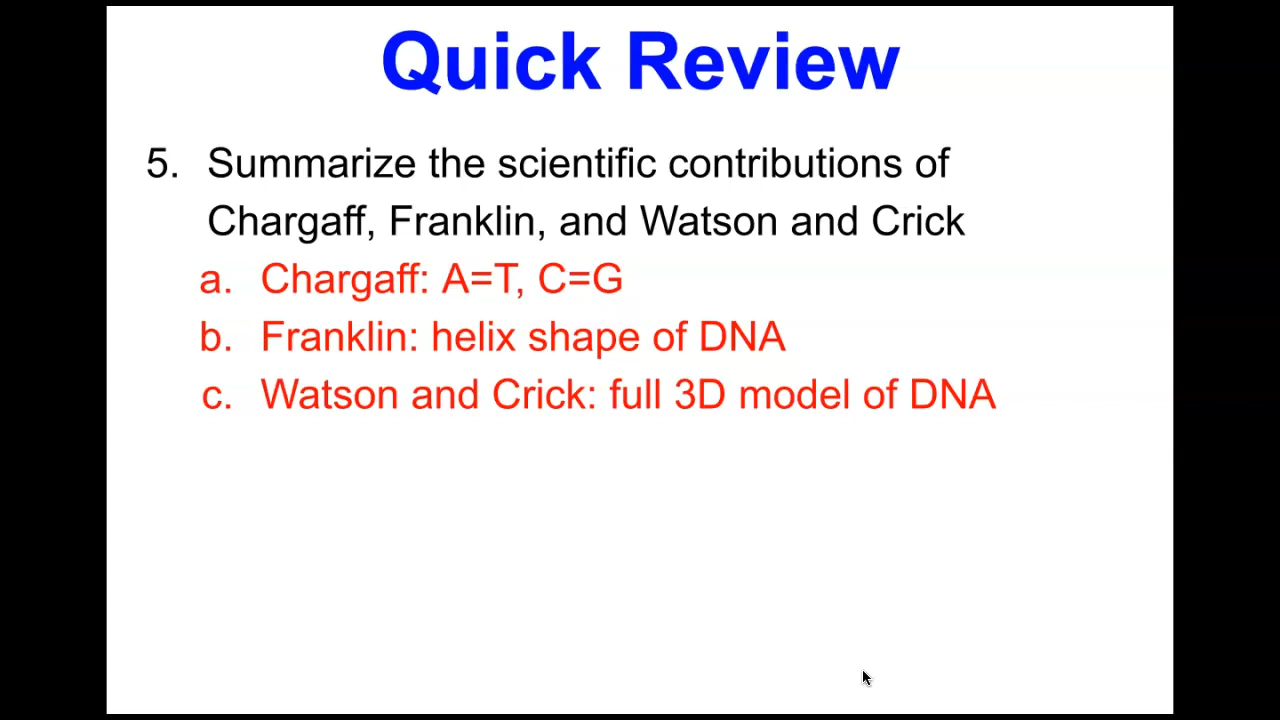 Quick Review
5. Summarize the scientific contributions of
Chargaff, Franklin, and Watson and Crick
a. Chargaff: A=T, C=G
b. Franklin: helix shape of DNA
c. Watson and Crick: full 3D model of DNA